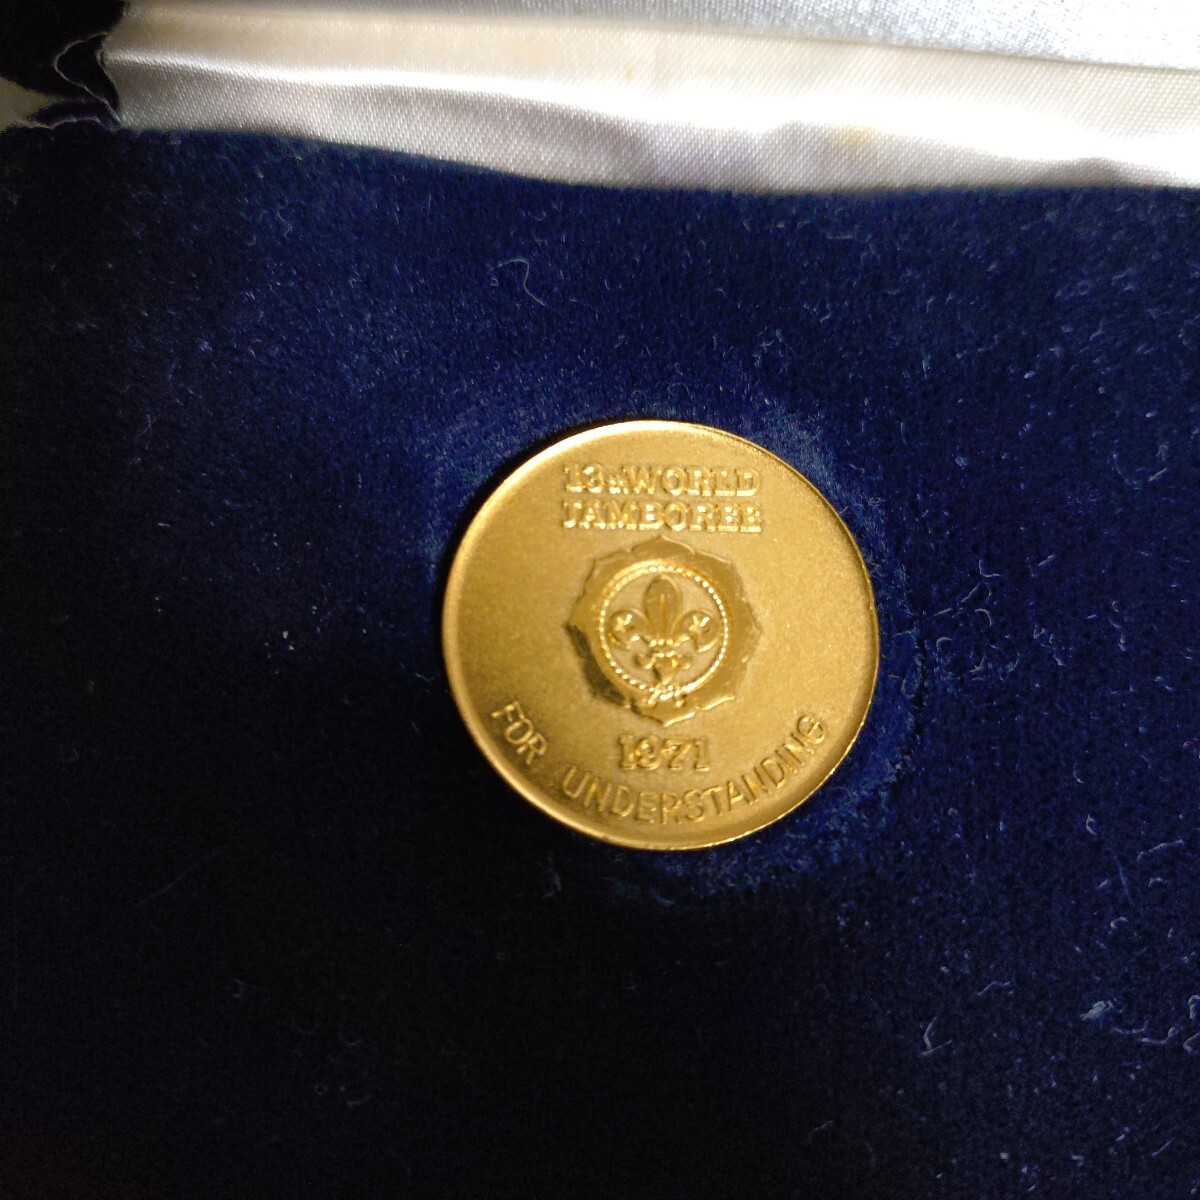 13th WORLD
JAMBOREE
1971
FOR UNDERSTANDING